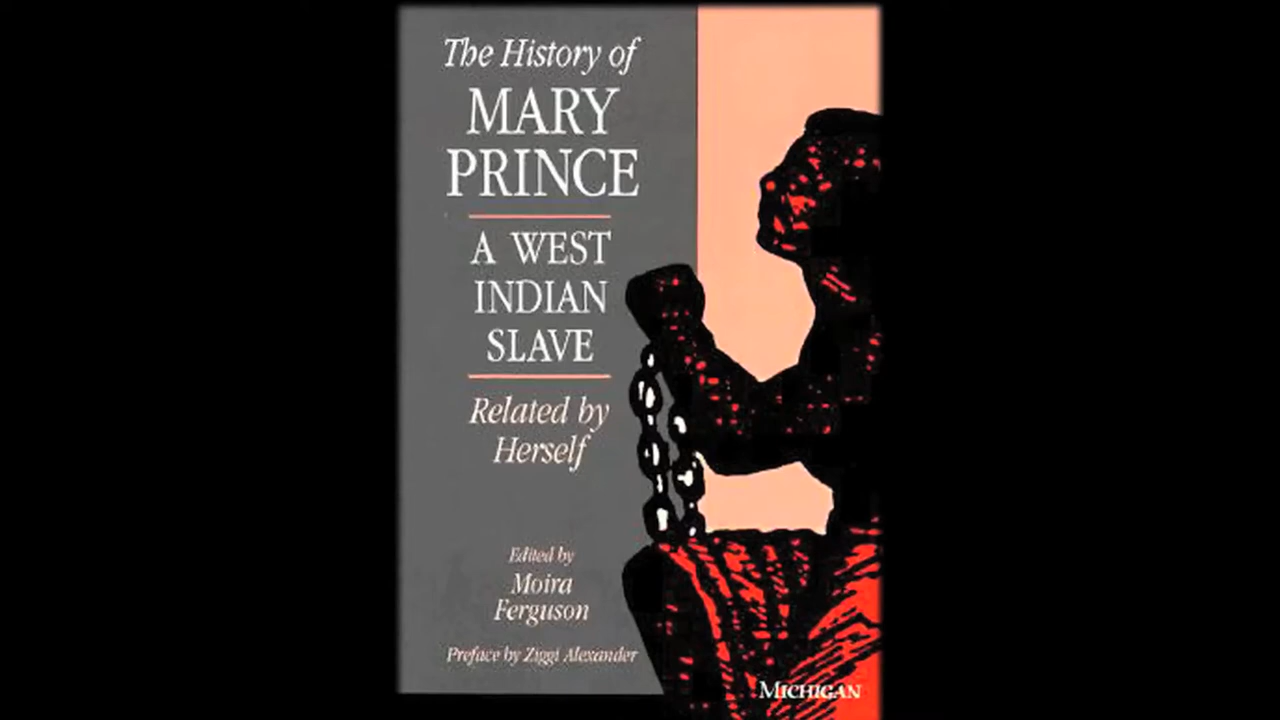 The History of
MARY
PRINCE
A WEST
INDIAN
SLAVE
Related by
Herself
Edited by
Moira
Ferguson
Preface by Ziggi Alexander
MICHIGAN